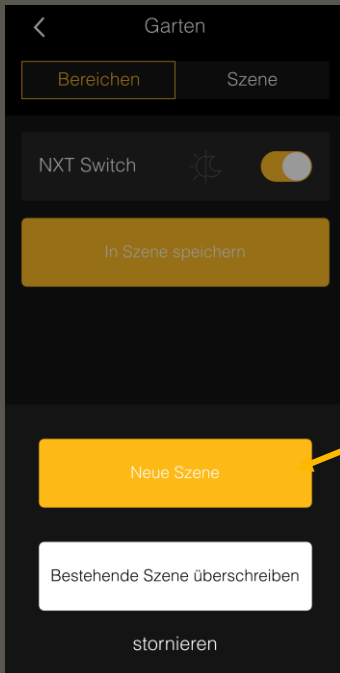 Garten
Bereichen Szene
NXT Switch
In Szene speichern
Neue Szene
Bestehende Szene überschreiben
stornieren